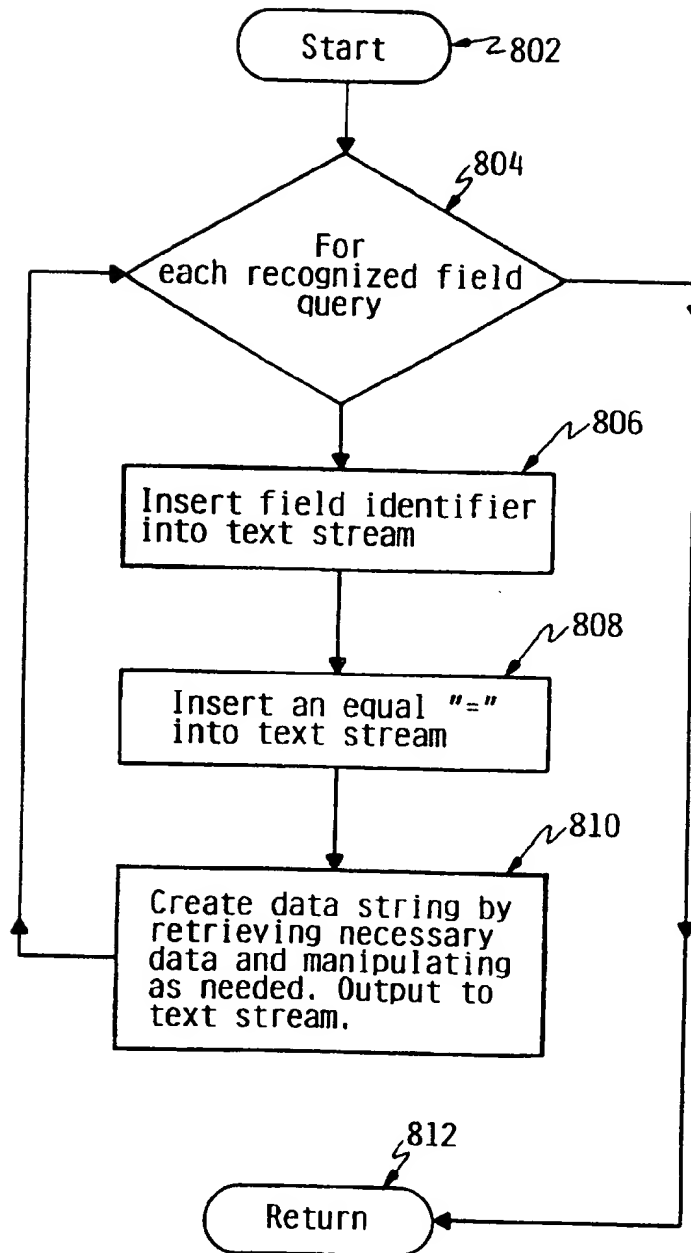 Start
802
804
For
each recognized field
query
806
Insert field identifier
into text stream
808
Insert an equal "="
into text stream
810
Create data string by
retrieving necessary
data and manipulating
as needed. Output to
text stream.
812
Return